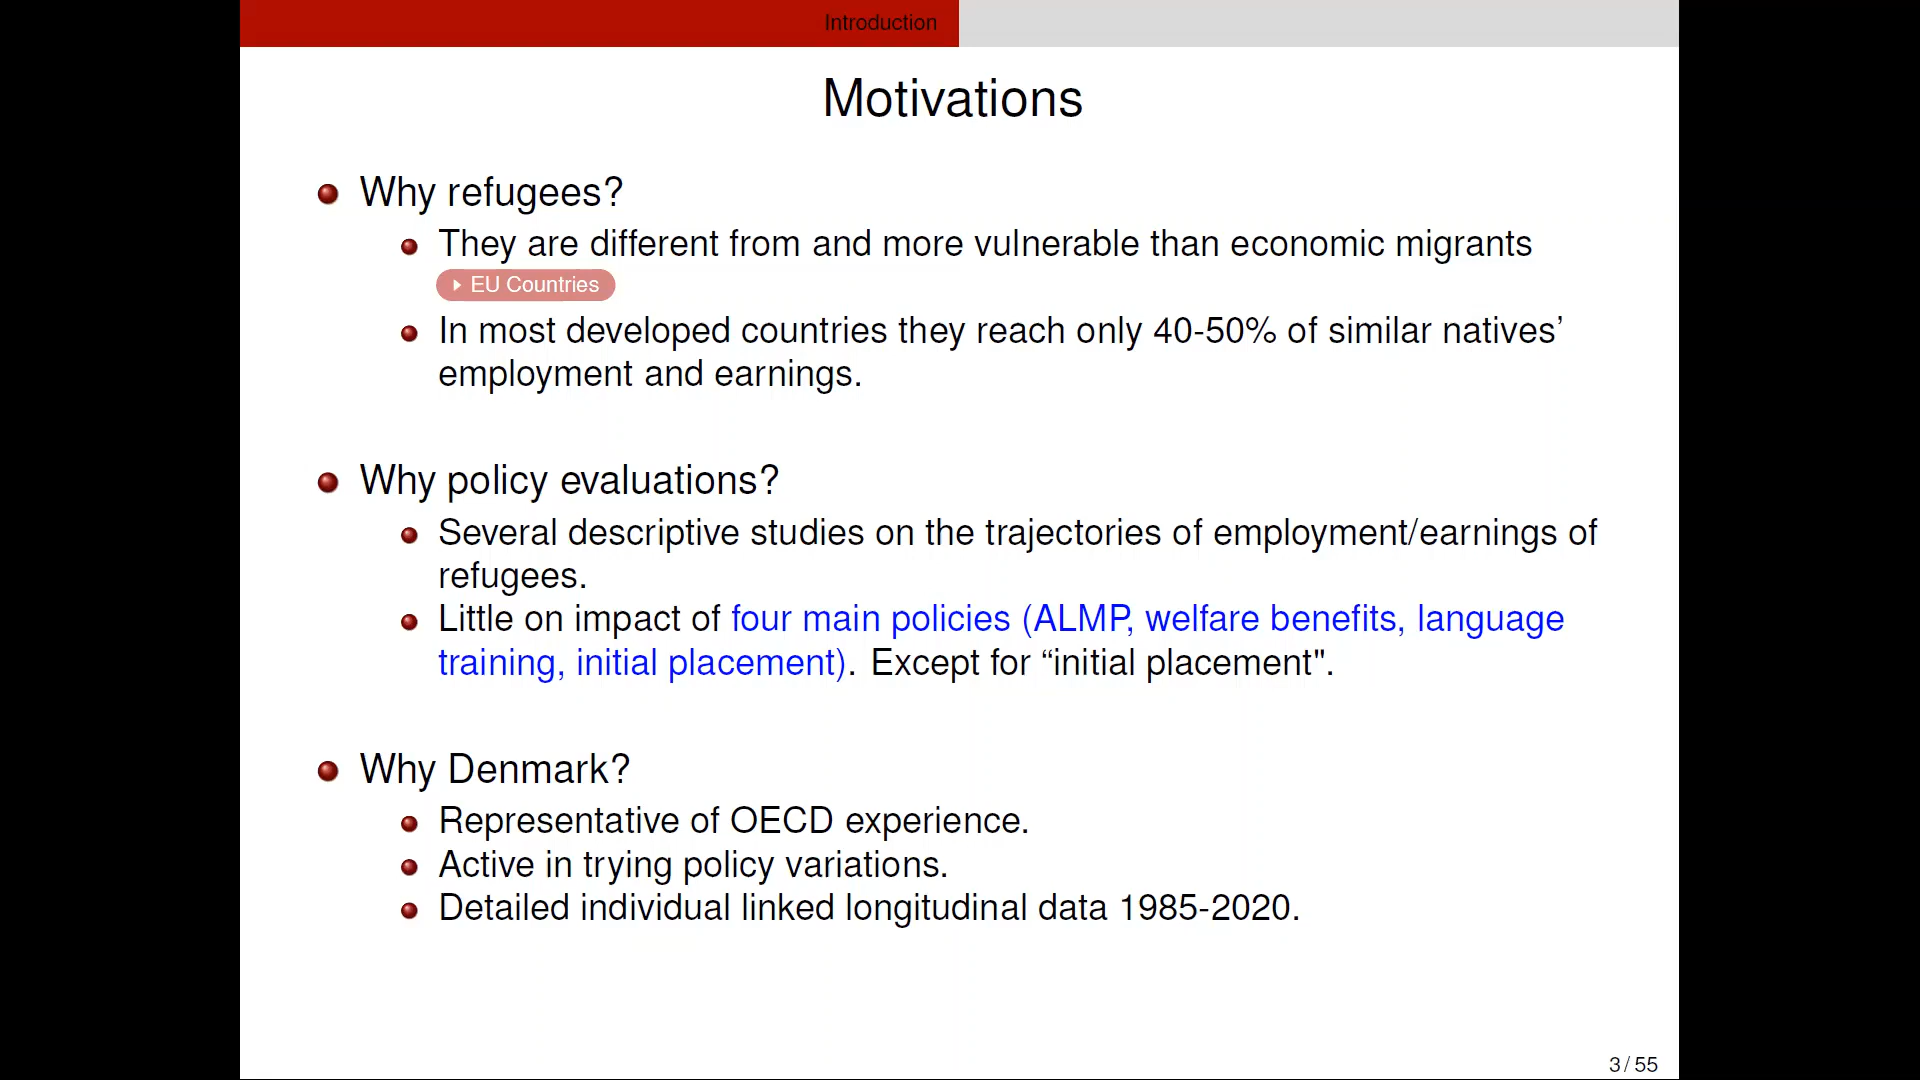 Introduction
Motivations
Why refugees?
They are different from and more vulnerable than economic migrants
EU Countries
In most developed countries they reach only 40-50% of similar natives’
employment and earnings.
Why policy evaluations?
Several descriptive studies on the trajectories of employment/earnings of
refugees.
Little on impact of four main policies (ALMP, welfare benefits, language
training, initial placement). Except for “initial placement".
Why Denmark?
Representative of OECD experience.
Active in trying policy variations.
Detailed individual linked longitudinal data 1985-2020.
3 / 55